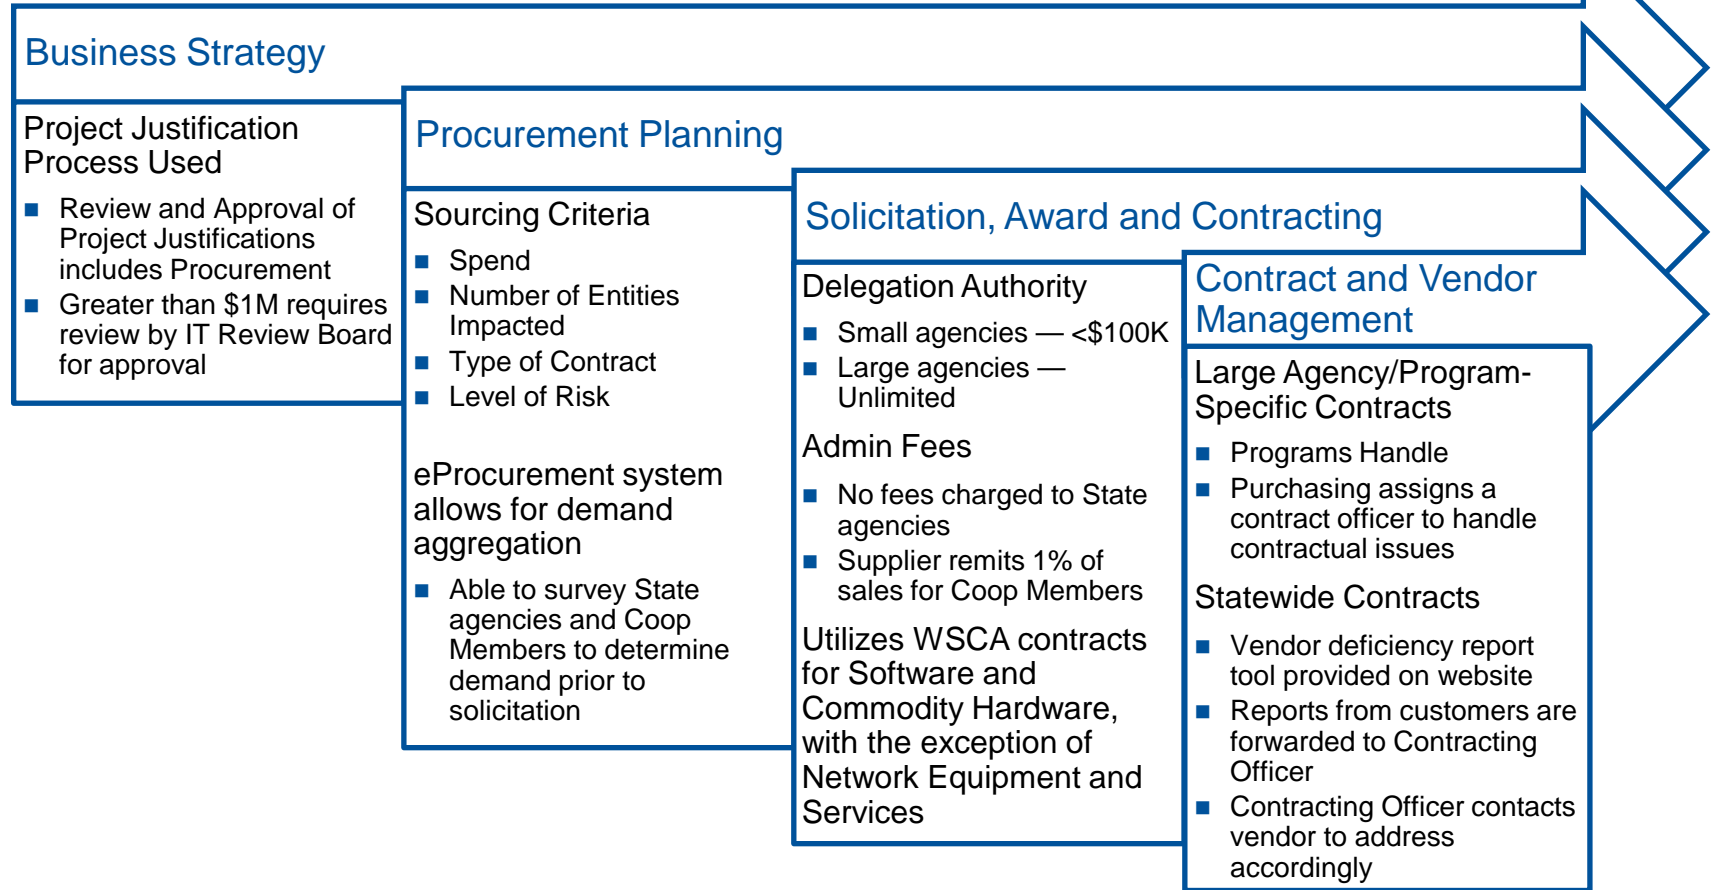 Business Strategy
Project Justification
Process Used
■ Review and Approval of
Project Justifications
includes Procurement
■ Greater than $1M requires
review by IT Review Board
for approval
Procurement Planning
Sourcing Criteria
■ Spend
■ Number of Entities
Impacted
■ Type of Contract
■ Level of Risk
eProcurement system
allows for demand
aggregation
■ Able to survey State
agencies and Coop
Members to determine
demand prior to
solicitation
Solicitation, Award and Contracting
Delegation Authority
■ Small agencies — <$100K
■ Large agencies —
Unlimited
Admin Fees
■ No fees charged to State
agencies
■ Supplier remits 1% of
sales for Coop Members
Utilizes WSCA contracts
for Software and
Commodity Hardware,
with the exception of
Network Equipment and
Services
Contract and Vendor
Management
Large Agency/Program-
Specific Contracts
■ Programs Handle
■ Purchasing assigns a
contract officer to handle
contractual issues
Statewide Contracts
■ Vendor deficiency report
tool provided on website
■ Reports from customers are
forwarded to Contracting
Officer
■ Contracting Officer contacts
vendor to address
accordingly